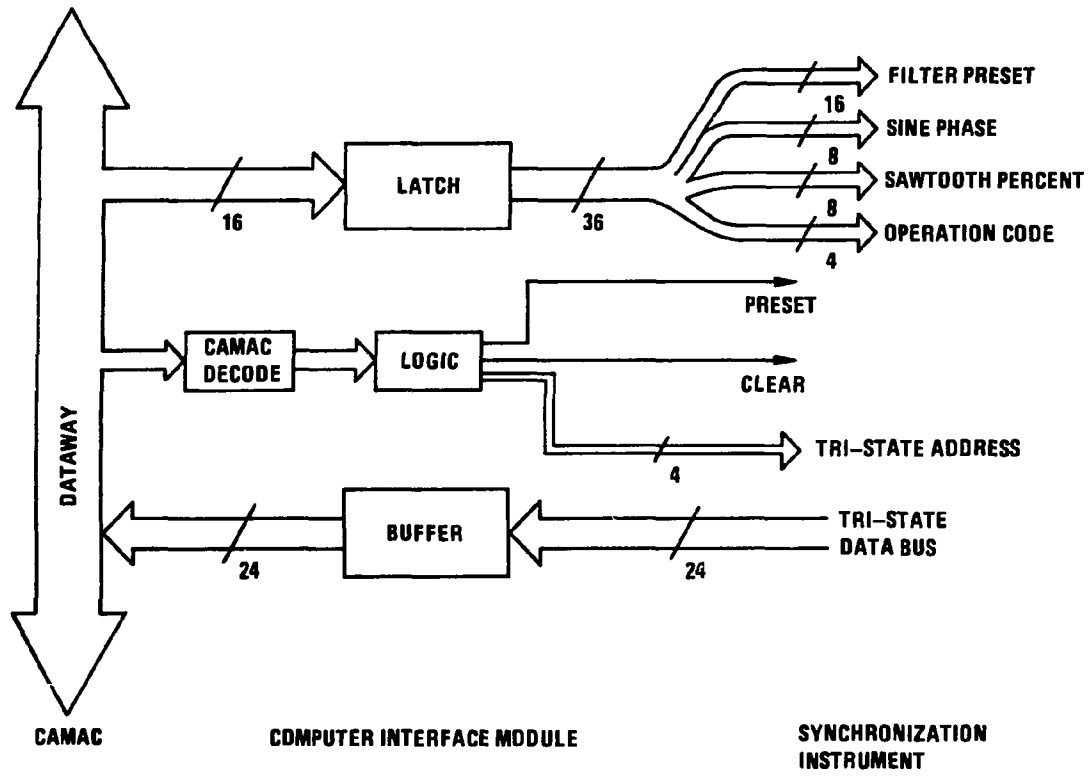 FILTER PRESET
16
SINE PHASE
8
SAWTOOTH PERCENT
8
OPERATION CODE
4
16
LATCH
36
PRESET
CAMAC
DECODE
LOGIC
CLEAR
TRI-STATE ADDRESS
4
DATAWAY
BUFFER
TRI-STATE
DATA BUS
24
24
CAMAC
COMPUTER INTERFACE MODULE
SYNCHRONIZATION
INSTRUMENT